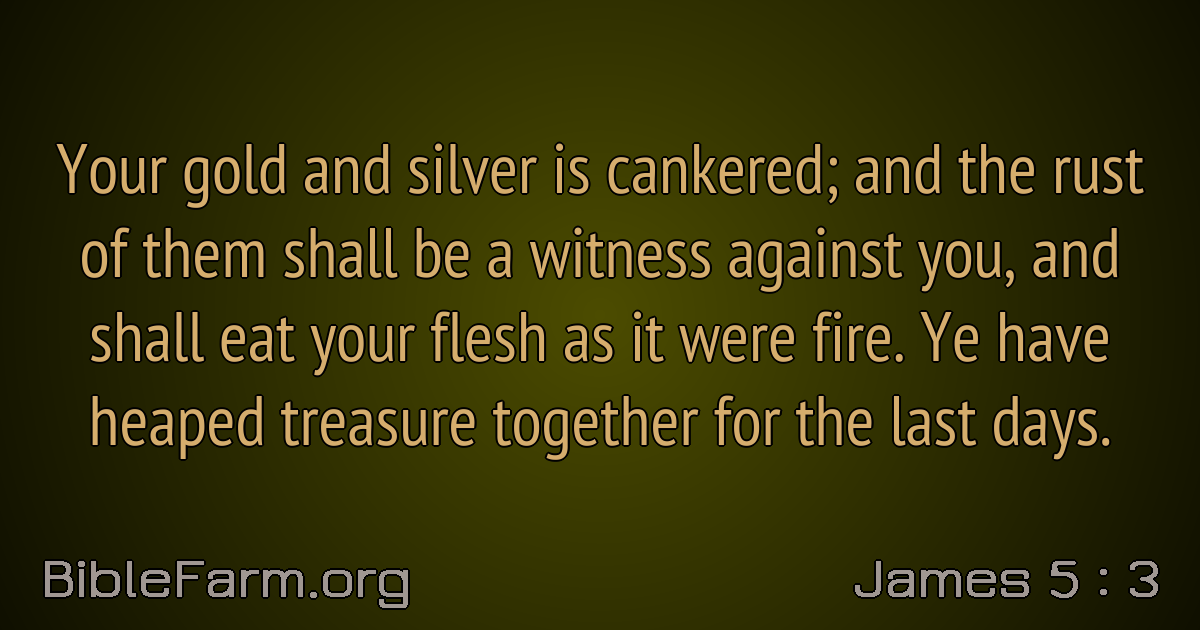 Your gold and silver is cankered; and the rust
of them shall be a witness against you, and
shall eat your flesh as it were fire. Ye have
heaped treasure together for the last days.
BibleFarm.org
James 5 : 3